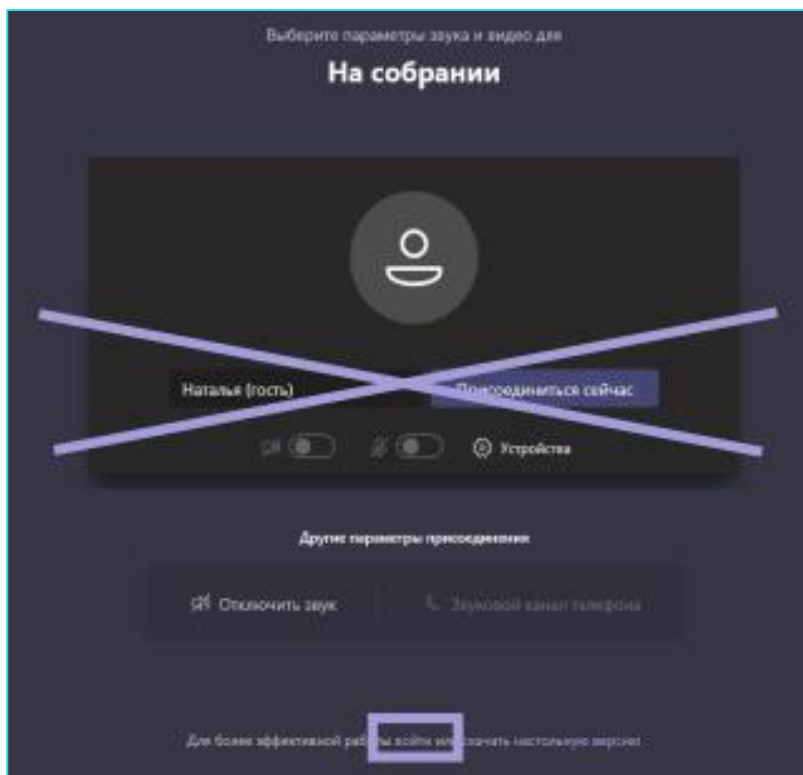 Выберите параметры звука и видео для
На собрании
Наталья (гость)
Присоединиться сейчас
Устройства
Другие параметры присоединения
Отключить звук
Звуковой канал телефона
Для более эффективной работы войти или скачать настольную версию